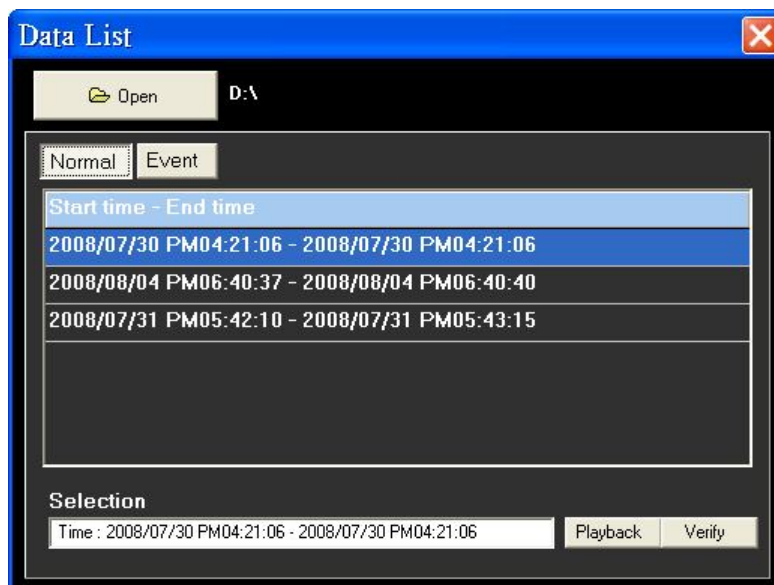 Data List
Open D:\
Normal Event
Start time - End time
2008/07/30 PM04:21:06 - 2008/07/30 PM04:21:06
2008/08/04 PM06:40:37 - 2008/08/04 PM06:40:40
2008/07/31 PM05:42:10 - 2008/07/31 PM05:43:15
Selection
Time : 2008/07/30 PM04:21:06 - 2008/07/30 PM04:21:06 Playback Verify